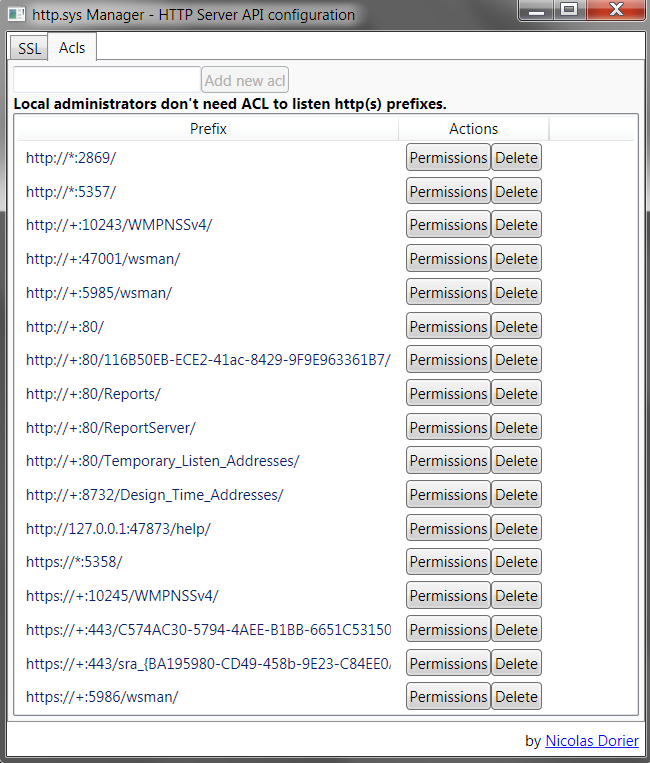 http.sys Manager - HTTP Server API configuration
SSL Acls
Add new acl
Local administrators don't need ACL to listen http(s) prefixes.
Prefix Actions
http://*:2869/ Permissions Delete
http://*:5357/ Permissions Delete
http://+:10243/WMPNSSv4/ Permissions Delete
http://+:47001/wsman/ Permissions Delete
http://+:5985/wsman/ Permissions Delete
http://+:80/ Permissions Delete
http://+:80/116B50EB-ECE2-41ac-8429-9F9E963361B7/ Permissions Delete
http://+:80/Reports/ Permissions Delete
http://+:80/ReportServer/ Permissions Delete
http://+:80/Temporary_Listen_Addresses/ Permissions Delete
http://+:8732/Design_Time_Addresses/ Permissions Delete
http://127.0.0.1:47873/help/ Permissions Delete
https://*:5358/ Permissions Delete
https://+:10245/WMPNSSv4/ Permissions Delete
https://+:443/C574AC30-5794-4AEE-B1BB-6651C53150 Permissions Delete
https://+:443/sra_{BA195980-CD49-458b-9E23-C84EE0 Permissions Delete
https://+:5986/wsman/ Permissions Delete
by Nicolas Dorier